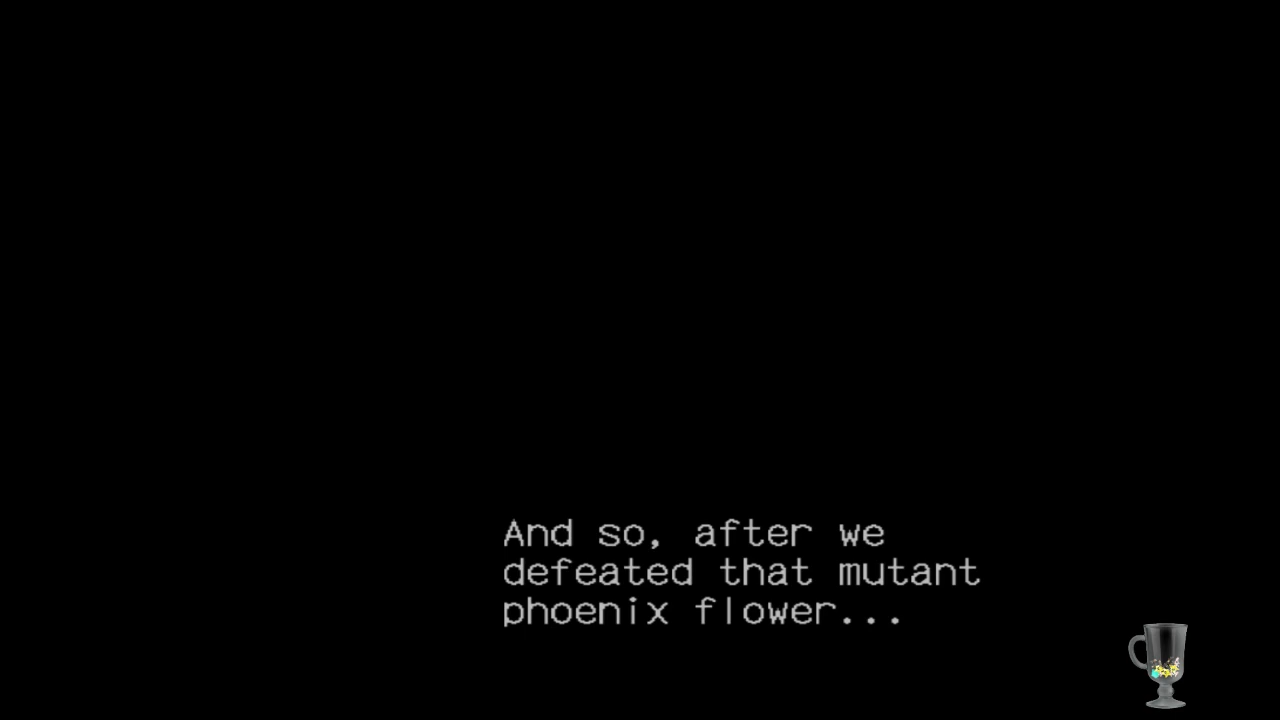 And so, after we
defeated that mutant
phoenix flower...